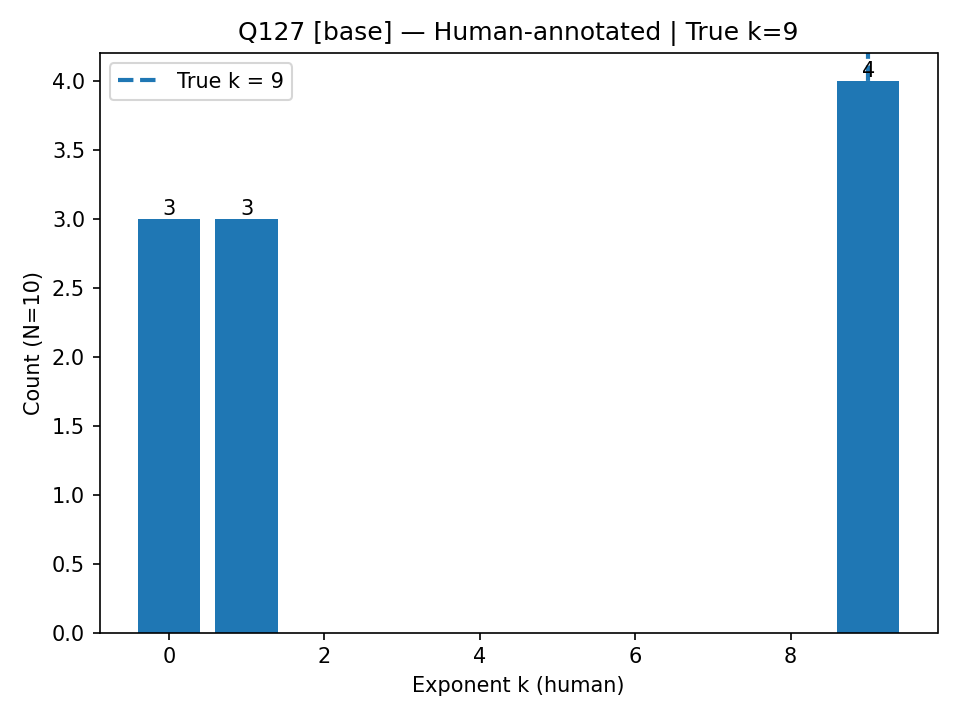 Q127 [base] — Human-annotated | True k=9
True k = 9
4
3
3
4.0
3.5
3.0
2.5
2.0
1.5
1.0
0.5
0.0
Count (N=10)
0 2 4 6 8
Exponent k (human)